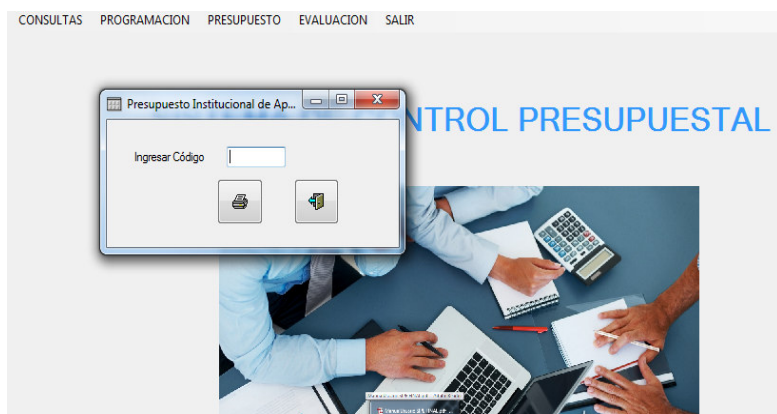 CONSULTAS PROGRAMACION PRESUPUESTO EVALUACION SALIR
Presupuesto Institucional de Ap...
NTROL PRESUPUESTAL
Ingresar Código